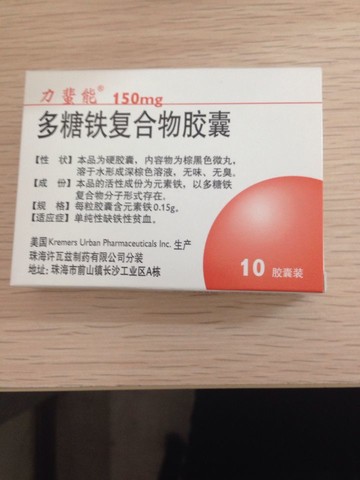 力蜚能® 150mg
多糖铁复合物胶囊
【性 状】本品为硬胶囊,内容物为棕黑色微丸,
溶于水形成深棕色溶液,无味、无臭。
【成 份】本品的活性成份为元素铁,以多糖铁
复合物分子形式存在。
【规 格】每粒胶囊含元素铁0.15g。
【适应症】单纯性缺铁性贫血。
美国Kremers Urban Pharmaceuticals Inc. 生产
珠海许瓦兹制药有限公司分装
地址:珠海市前山镇长沙工业区A栋
10 胶囊装